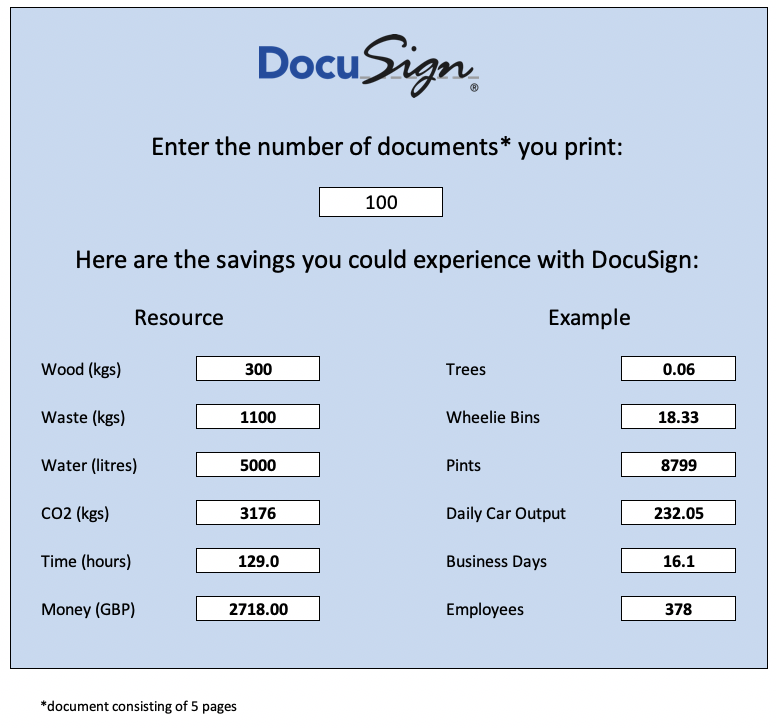 DocuSign®
Enter the number of documents* you print:
100
Here are the savings you could experience with DocuSign:
Resource Example
Wood (kgs) 300 Trees 0.06
Waste (kgs) 1100 Wheelie Bins 18.33
Water (litres) 5000 Pints 8799
CO2 (kgs) 3176 Daily Car Output 232.05
Time (hours) 129.0 Business Days 16.1
Money (GBP) 2718.00 Employees 378
*document consisting of 5 pages